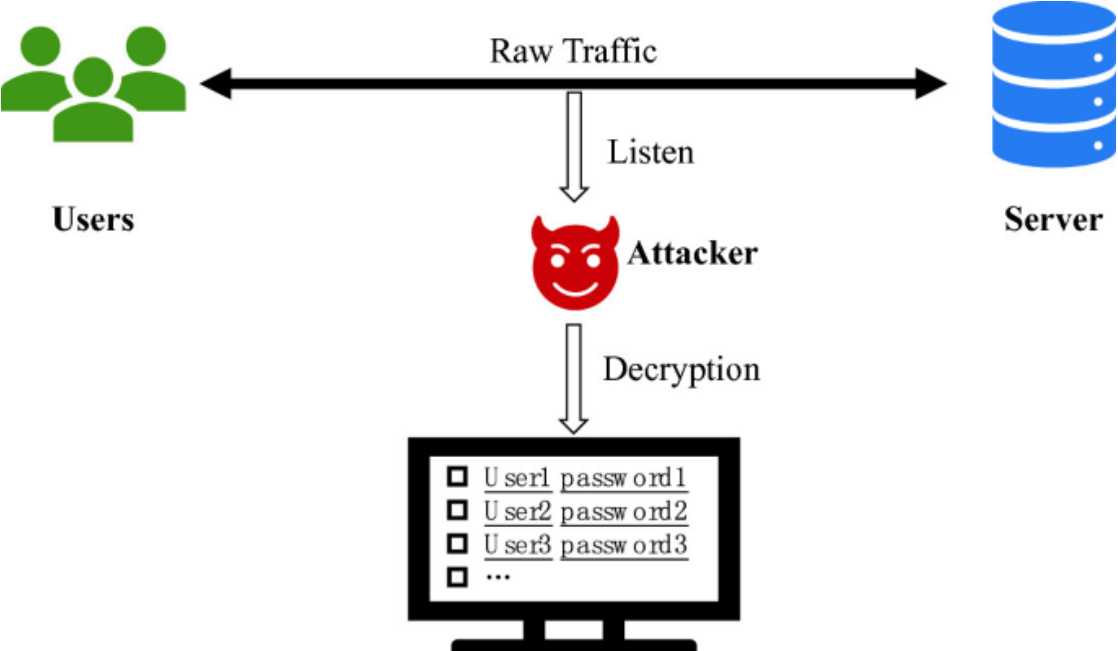 Raw Traffic
Listen
Users
Server
Attacker
Decryption
User1 password1
User2 password2
User3 password3
...